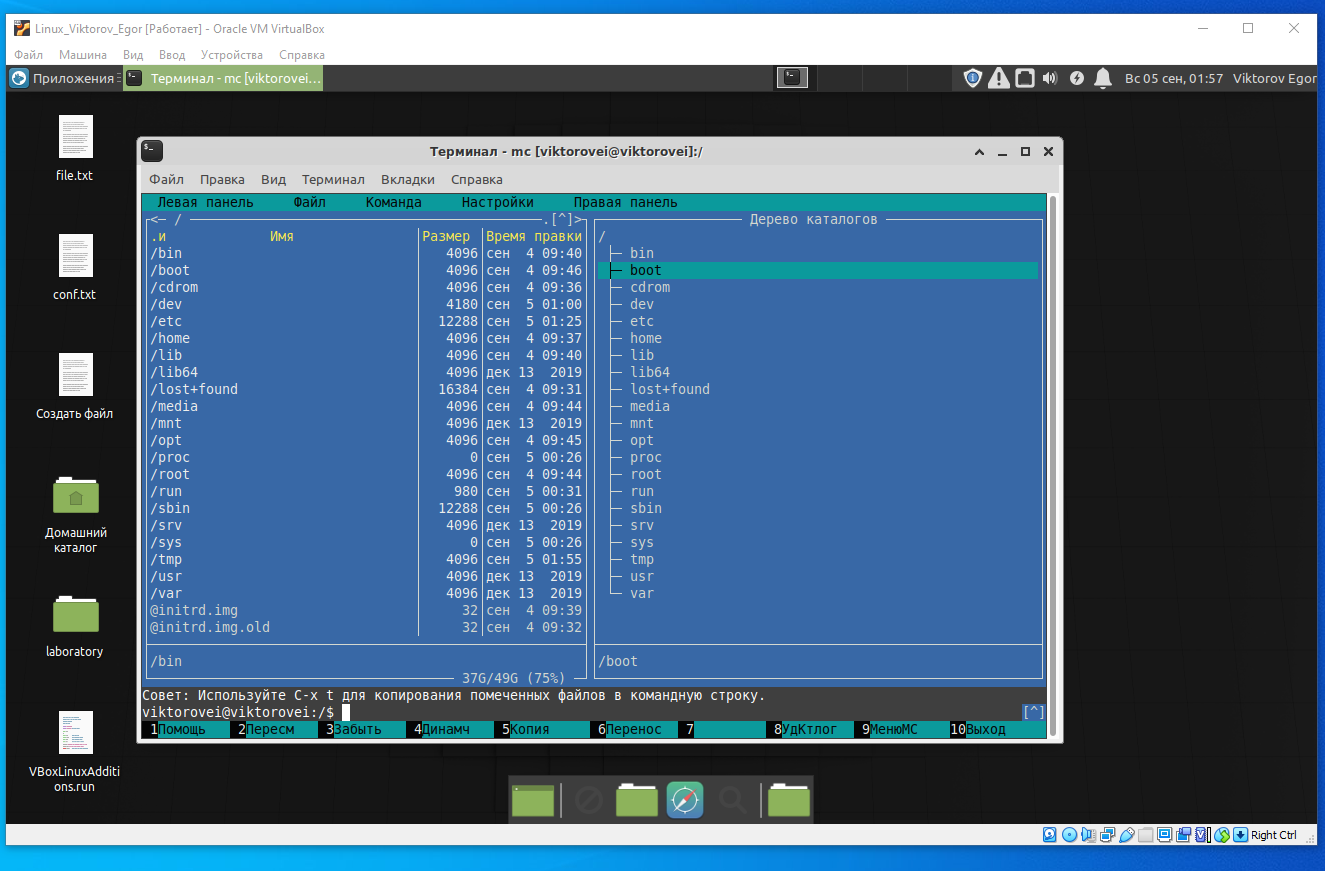 Linux_Viktorov_Egor [Работает] - Oracle VM VirtualBox
Файл Машина Вид Ввод Устройства Справка
Приложения Терминал - mc [viktorovei... Вс 05 сен, 01:57 Viktorov Egor
file.txt
conf.txt
Создать файл
Домашний
каталог
laboratory
VBoxLinuxAdditi
ons.run
Терминал - mc [viktorovei@viktorovei]:/
Файл Правка Вид Терминал Вкладки Справка
Левая панель Файл Команда Настройки Правая панель
<─ / .[^]>
.и Имя Размер Время правки
/bin 4096 сен 4 09:40
/boot 4096 сен 4 09:46
/cdrom 4096 сен 4 09:36
/dev 4180 сен 5 01:00
/etc 12288 сен 5 01:25
/home 4096 сен 4 09:37
/lib 4096 сен 4 09:40
/lib64 4096 дек 13 2019
/lost+found 16384 сен 4 09:31
/media 4096 сен 4 09:44
/mnt 4096 дек 13 2019
/opt 4096 сен 4 09:45
/proc 0 сен 5 00:26
/root 4096 сен 4 09:44
/run 980 сен 5 00:31
/sbin 12288 сен 5 00:26
/srv 4096 дек 13 2019
/sys 0 сен 5 00:26
/tmp 4096 сен 5 01:55
/usr 4096 дек 13 2019
/var 4096 дек 13 2019
@initrd.img 32 сен 4 09:39
@initrd.img.old 32 сен 4 09:32
/bin
37G/49G (75%)
Дерево каталогов
/
bin
boot
cdrom
dev
etc
home
lib
lib64
lost+found
media
mnt
opt
proc
root
run
sbin
srv
sys
tmp
usr
var
/boot
Совет: Используйте C-x t для копирования помеченных файлов в командную строку.
viktorovei@viktorovei:/$ [^]
1Помощь 2Пересм 3Забыть 4Динамч 5Копия 6Перенос 7 8УдКтлог 9МенюMC 10Выход
Right Ctrl